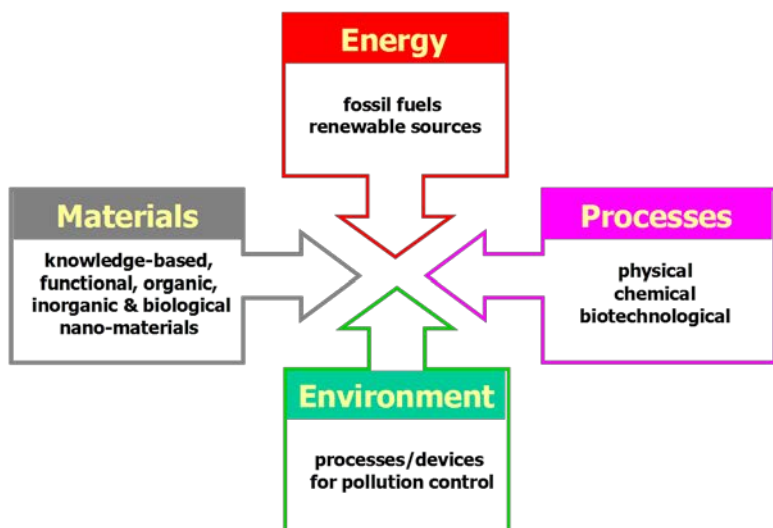 Energy
fossil fuels
renewable sources
Materials
knowledge-based,
functional, organic,
inorganic & biological
nano-materials
Processes
physical
chemical
biotechnological
Environment
processes/devices
for pollution control